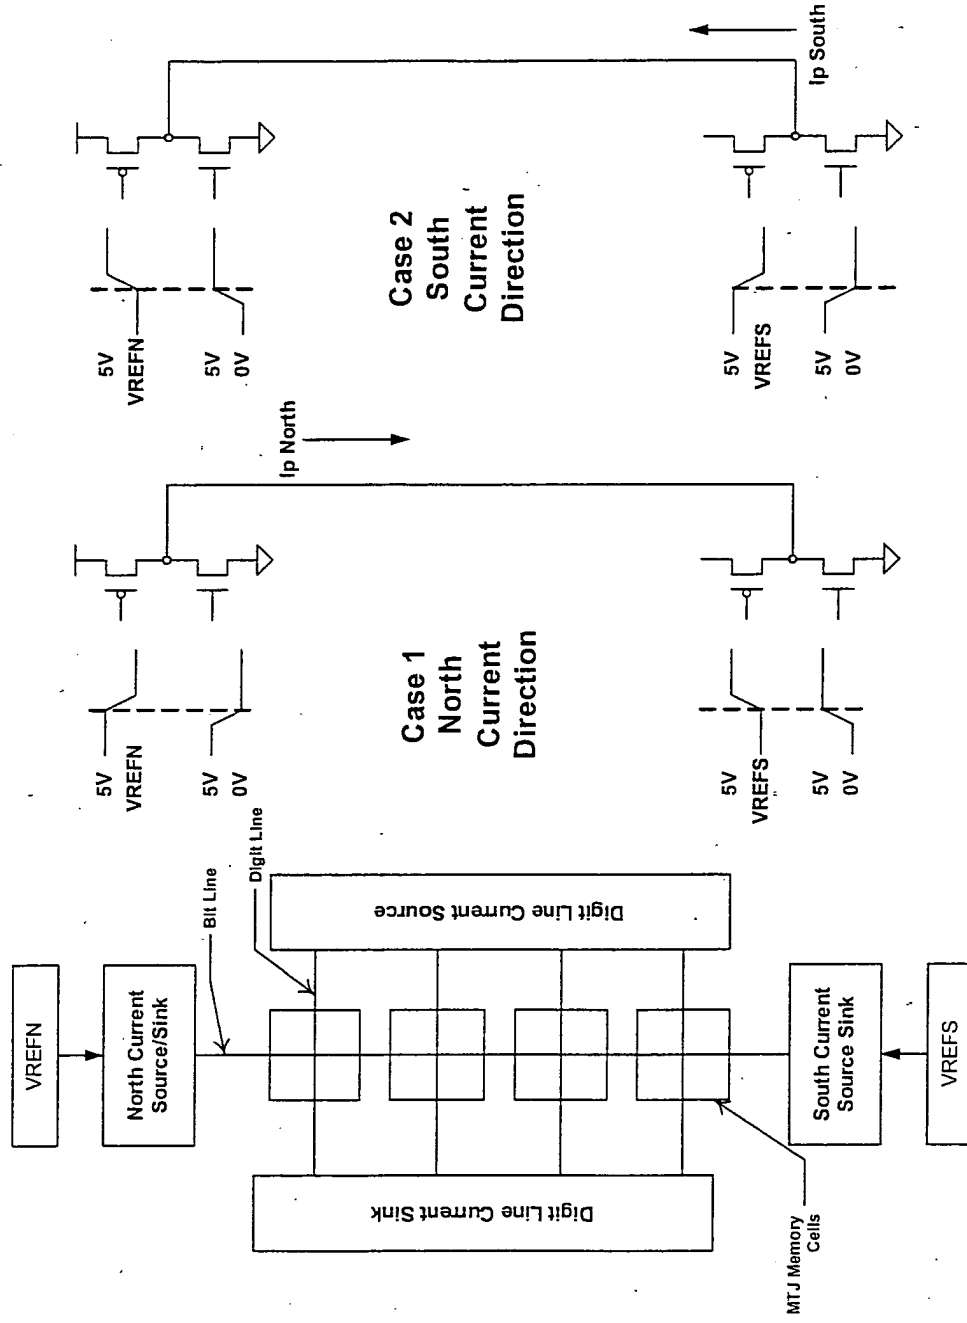 VREFN
North Current
Source/Sink
Bit Line
Digit Line
Digit Line Current Sink
Digit Line Current Source
MTJ Memory
Cells
South Current
Source Sink
VREFS
Case 1
North
Current
Direction
5V
VREFN
5V
0V
Ip North
5V
VREFS
5V
0V
Case 2
South
Current
Direction
5V
VREFN
5V
0V
5V
VREFS
5V
0V
Ip South